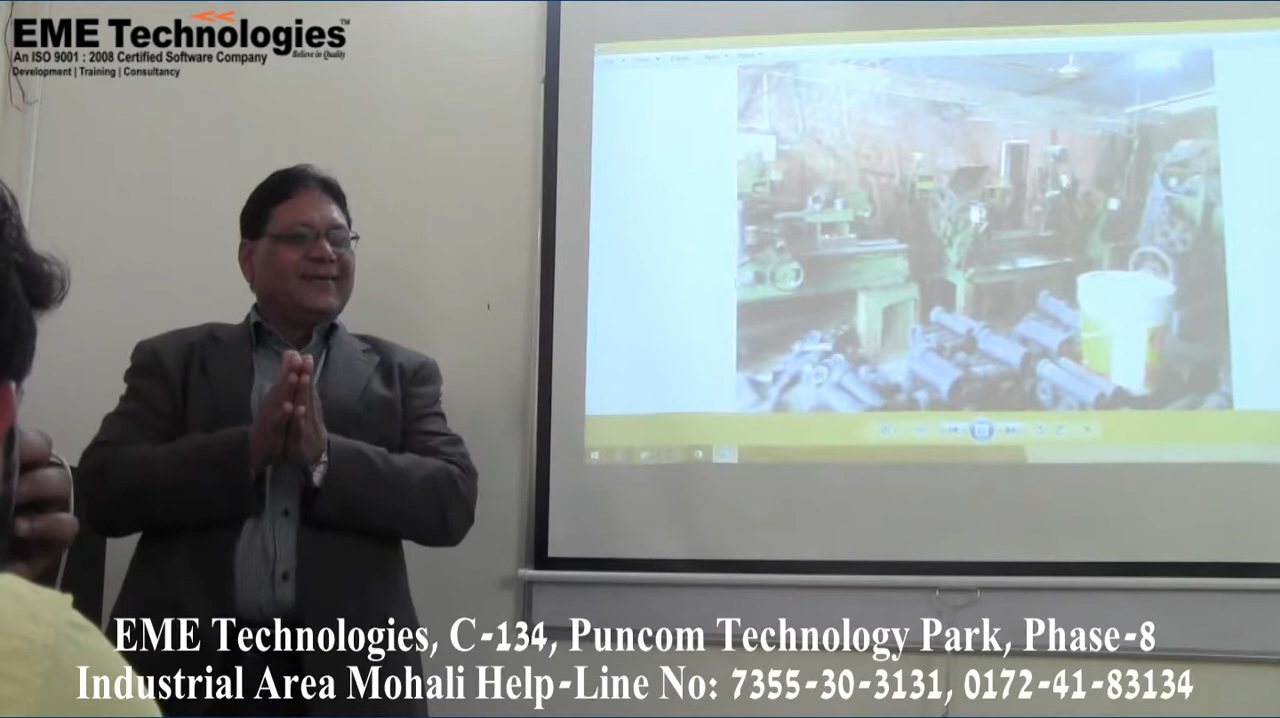 EME Technologies™
Believe in Quality
An ISO 9001 : 2008 Certified Software Company
Development | Training | Consultancy
EME Technologies, C-134, Puncom Technology Park, Phase-8
Industrial Area Mohali Help-Line No: 7355-30-3131, 0172-41-83134